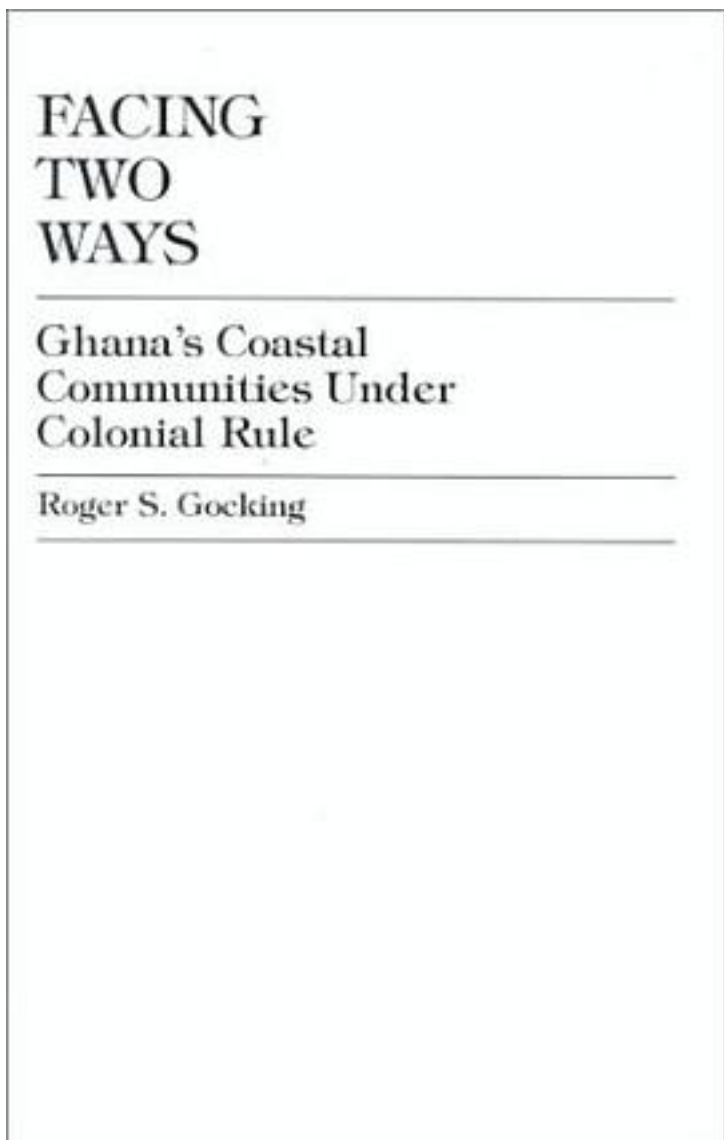 FACING
TWO
WAYS
Ghana's Coastal
Communities Under
Colonial Rule
Roger S. Gocking